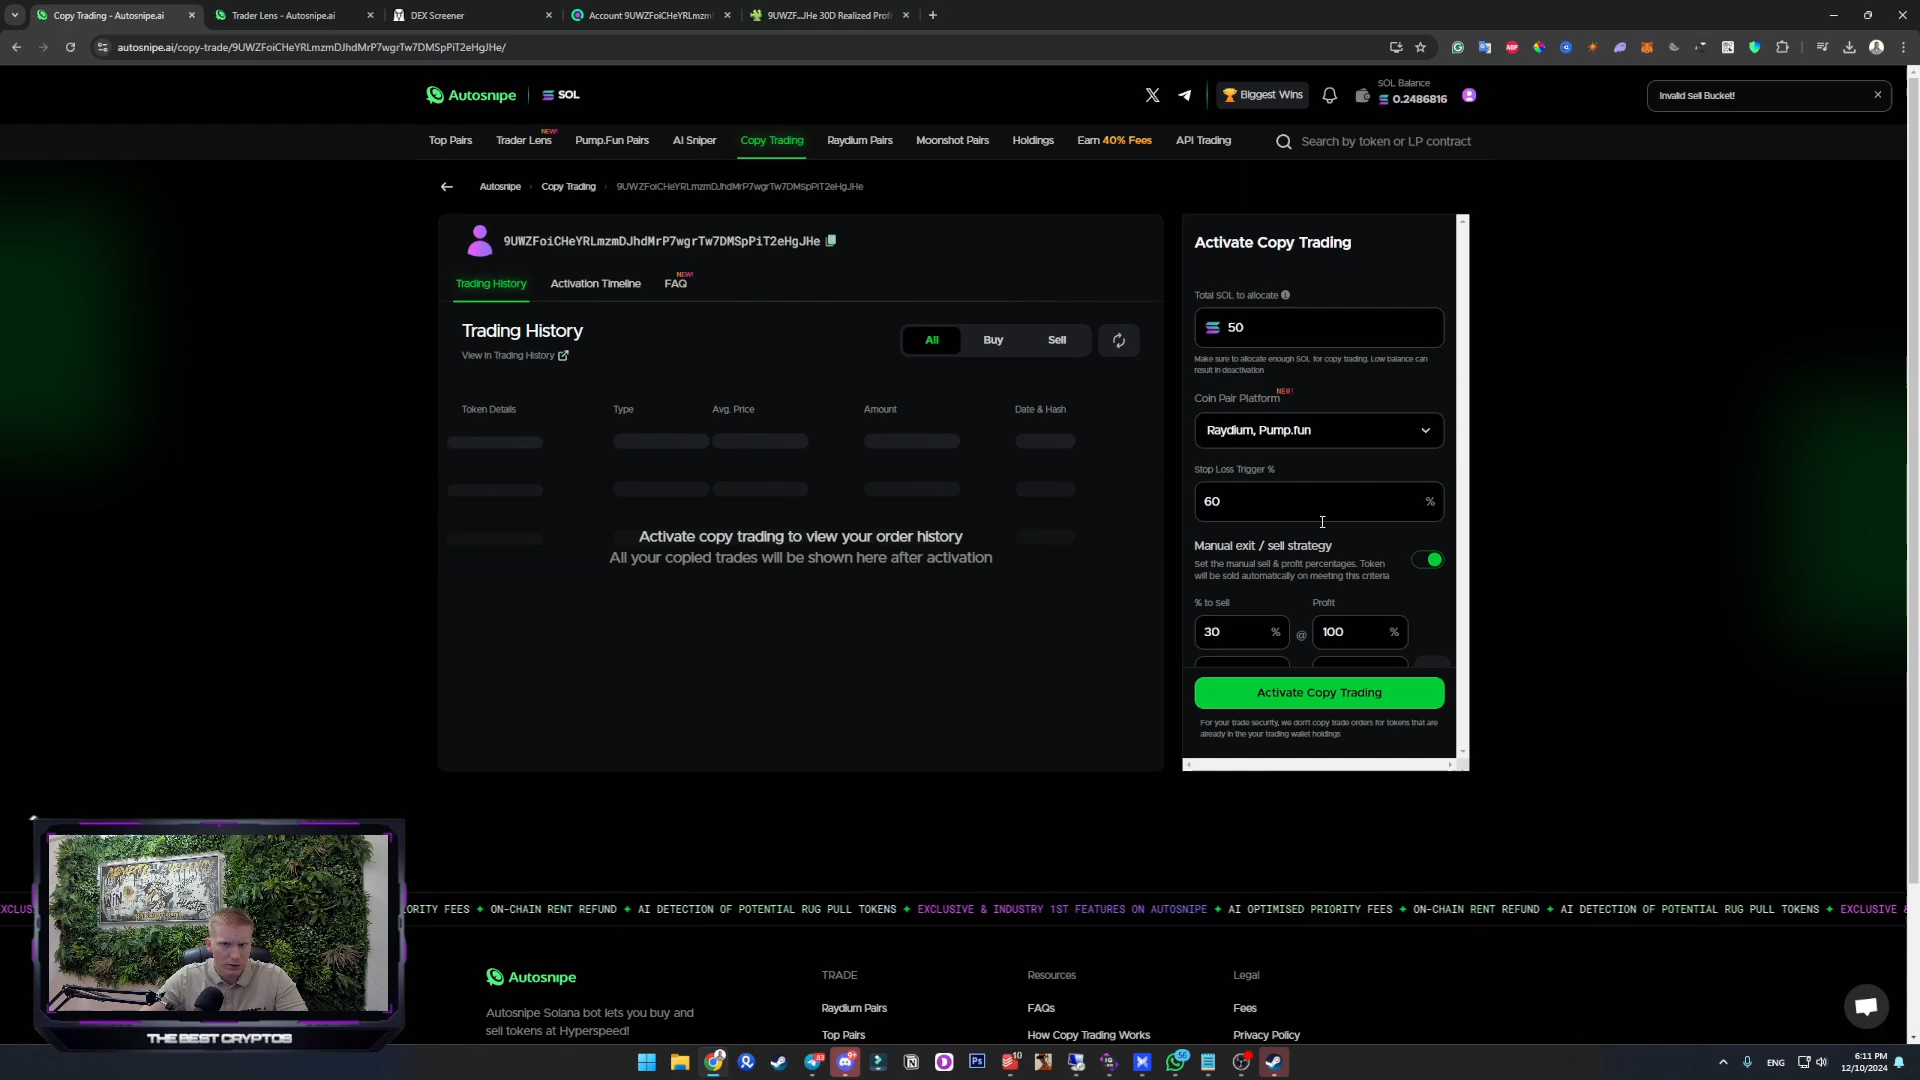 Copy Trading - Autosnipe.ai
Trader Lens - Autosnipe.ai
DEX Screener
Account 9UWZFoiCHeYRLmzmD
9UWZF...JHe 30D Realized Profi
autosnipe.ai/copy-trade/9UWZFoiCHeYRLmzmDJhdMrP7wgrTw7DMSpPiT2eHgJHe/
Autosnipe
SOL
Biggest Wins
SOL Balance
0.2486816
Invalid Sell Bucket!
Top Pairs
Trader Lens
NEW!
Pump.Fun Pairs
AI Sniper
Copy Trading
Raydium Pairs
Moonshot Pairs
Holdings
Earn 40% Fees
API Trading
Search by token or LP contract
Autosnipe
Copy Trading
9UWZFoiCHeYRLmzmDJhdMrP7wgrTw7DMSpPiT2eHgJHe
9UWZFoiCHeYRLmzmDJhdMrP7wgrTw7DMSpPiT2eHgJHe
Trading History
Activation Timeline
FAQ
NEW!
Trading History
View in Trading History
All
Buy
Sell
Token Details
Type
Avg. Price
Amount
Date & Hash
Activate copy trading to view your order history
All your copied trades will be shown here after activation
Activate Copy Trading
Total SOL to allocate
50
Make sure to allocate enough SOL for copy trading. Low balance can
result in deactivation
Coin Pair Platform
NEW!
Raydium, Pump.fun
Stop Loss Trigger %
60 %
Manual exit / sell strategy
Set the manual sell & profit percentages. Token
will be sold automatically on meeting this criteria
% to sell
Profit
30 % @ 100 %
Activate Copy Trading
For your trade security, we don't copy trade orders for tokens that are
already in the your trading wallet holdings
EXCLUS
ORITY FEES + ON-CHAIN RENT REFUND + AI DETECTION OF POTENTIAL RUG PULL TOKENS + EXCLUSIVE & INDUSTRY 1ST FEATURES ON AUTOSNIPE + AI OPTIMISED PRIORITY FEES + ON-CHAIN RENT REFUND + AI DETECTION OF POTENTIAL RUG PULL TOKENS + EXCLUSIVE &
Autosnipe
Autosnipe Solana bot lets you buy and
sell tokens at Hyperspeed!
TRADE
Raydium Pairs
Top Pairs
Resources
FAQs
How Copy Trading Works
Legal
Fees
Privacy Policy
THE BEST CRYPTOS
ENG
6:11 PM
12/10/2024